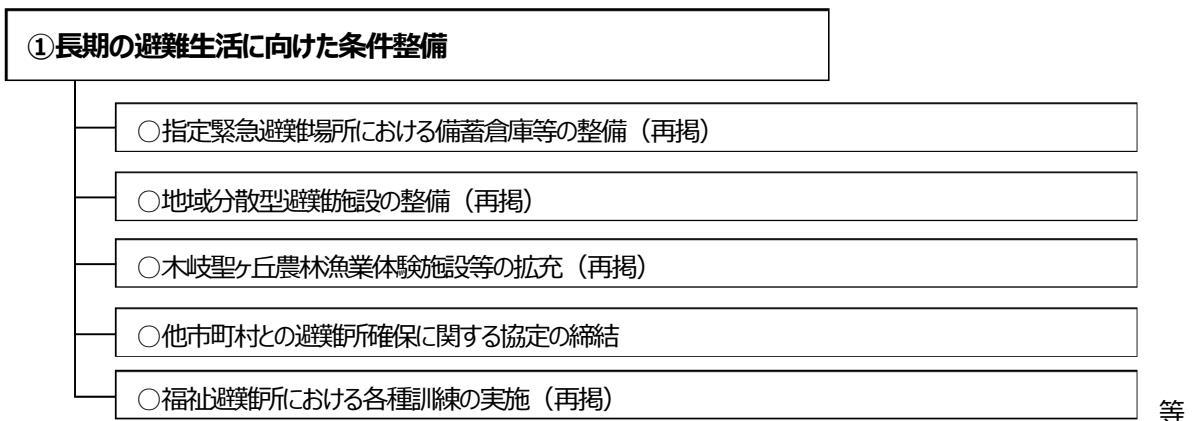 ①長期の避難生活に向けた条件整備
○指定緊急避難場所における備蓄倉庫等の整備（再掲）
○地域分散型避難施設の整備（再掲）
○木岐聖ヶ丘農林漁業体験施設等の拡充（再掲）
○他市町村との避難所確保に関する協定の締結
○福祉避難所における各種訓練の実施（再掲）
等